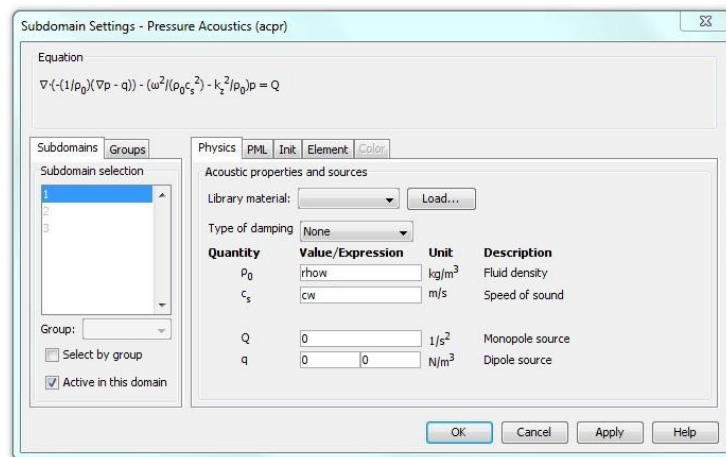 Subdomain Settings - Pressure Acoustics (acpr)
Equation
∇·(-(1/ρ₀)(∇p - q)) - (ω²/(ρ₀cₛ²) - k_z²/ρ₀)p = Q
Subdomains Groups
Subdomain selection
1
2
3
Group:
Select by group
Active in this domain
Physics PML Init Element Color
Acoustic properties and sources
Library material: Load...
Type of damping None
Quantity Value/Expression Unit Description
ρ₀ rhow kg/m³ Fluid density
cₛ cw m/s Speed of sound
Q 0 1/s² Monopole source
q 0 0 N/m³ Dipole source
OK Cancel Apply Help